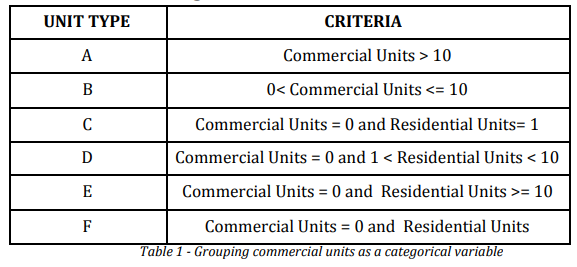 UNIT TYPE CRITERIA
A Commercial Units > 10
B 0< Commercial Units <= 10
C Commercial Units = 0 and Residential Units= 1
D Commercial Units = 0 and 1 < Residential Units < 10
E Commercial Units = 0 and Residential Units >= 10
F Commercial Units = 0 and Residential Units
Table 1 - Grouping commercial units as a categorical variable